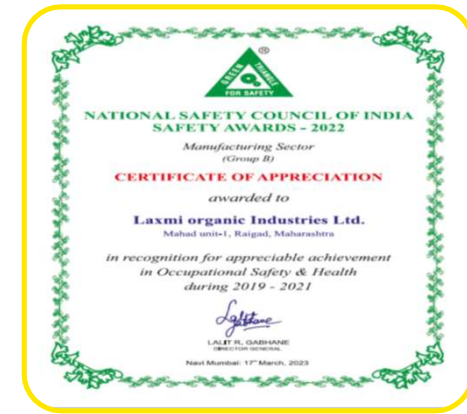 ®
GREEN TRIANGLE
FOR SAFETY
NATIONAL SAFETY COUNCIL OF INDIA
SAFETY AWARDS - 2022
Manufacturing Sector
(Group B)
CERTIFICATE OF APPRECIATION
awarded to
Laxmi organic Industries Ltd.
Mahad unit-1, Raigad, Maharashtra
in recognition for appreciable achievement
in Occupational Safety & Health
during 2019 - 2021
LALIT R. GABHANE
DIRECTOR GENERAL
Navi Mumbai: 17th March, 2023